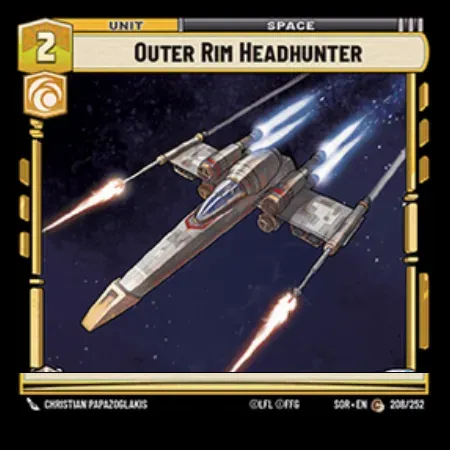 UNIT SPACE
2 OUTER RIM HEADHUNTER
CHRISTIAN PAPAZOGLAKIS ©LFL ©FFG SOR•EN C 208/252